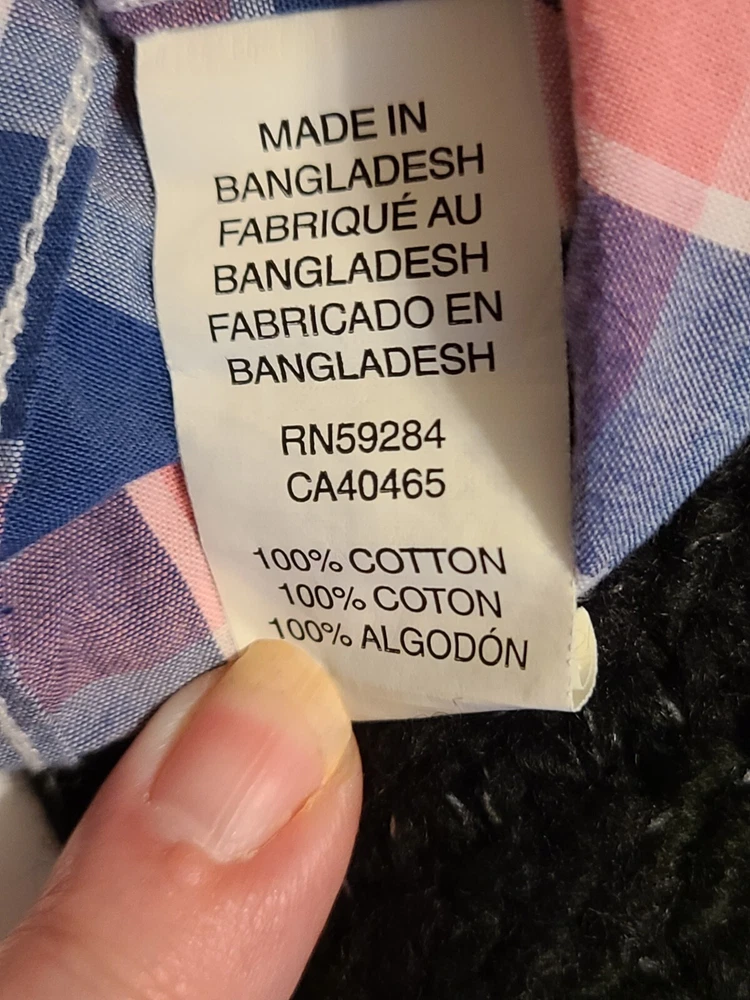 MADE IN
BANGLADESH
FABRIQUÉ AU
BANGLADESH
FABRICADO EN
BANGLADESH
RN59284
CA40465
100% COTTON
100% COTON
100% ALGODÓN